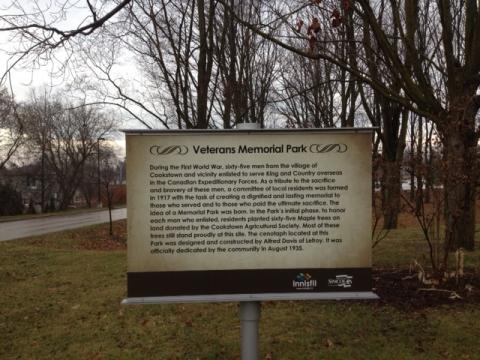 Veterans Memorial Park
During the First World War, sixty-five men from the village of
Cookstown and vicinity enlisted to serve King and Country overseas
in the Canadian Expeditionary Forces. As a tribute to the sacrifice
and bravery of these men, a committee of local residents was formed
in 1917 with the task of creating a dignified and lasting memorial to
those who served and to those who paid the ultimate sacrifice. The
idea of a Memorial Park was born. In the Park's initial phase, to honor
each man who enlisted, residents planted sixty-five Maple trees on
land donated by the Cookstown Agricultural Society. Most of these
trees still stand proudly at this site. The cenotaph located at this
Park was designed and constructed by Alfred Davis of Lefroy. It was
officially dedicated by the community in August 1935.
Innisfil